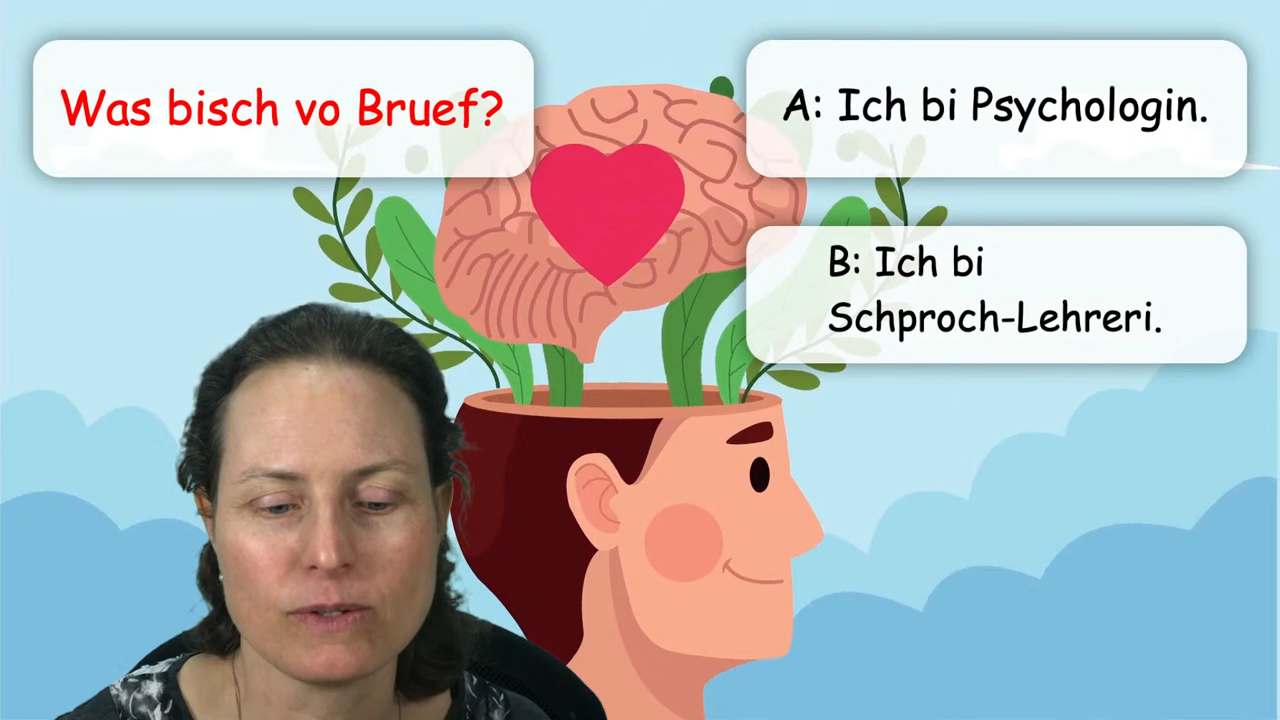 Was bisch vo Bruef?
A: Ich bi Psychologin.
B: Ich bi
Schproch-Lehreri.